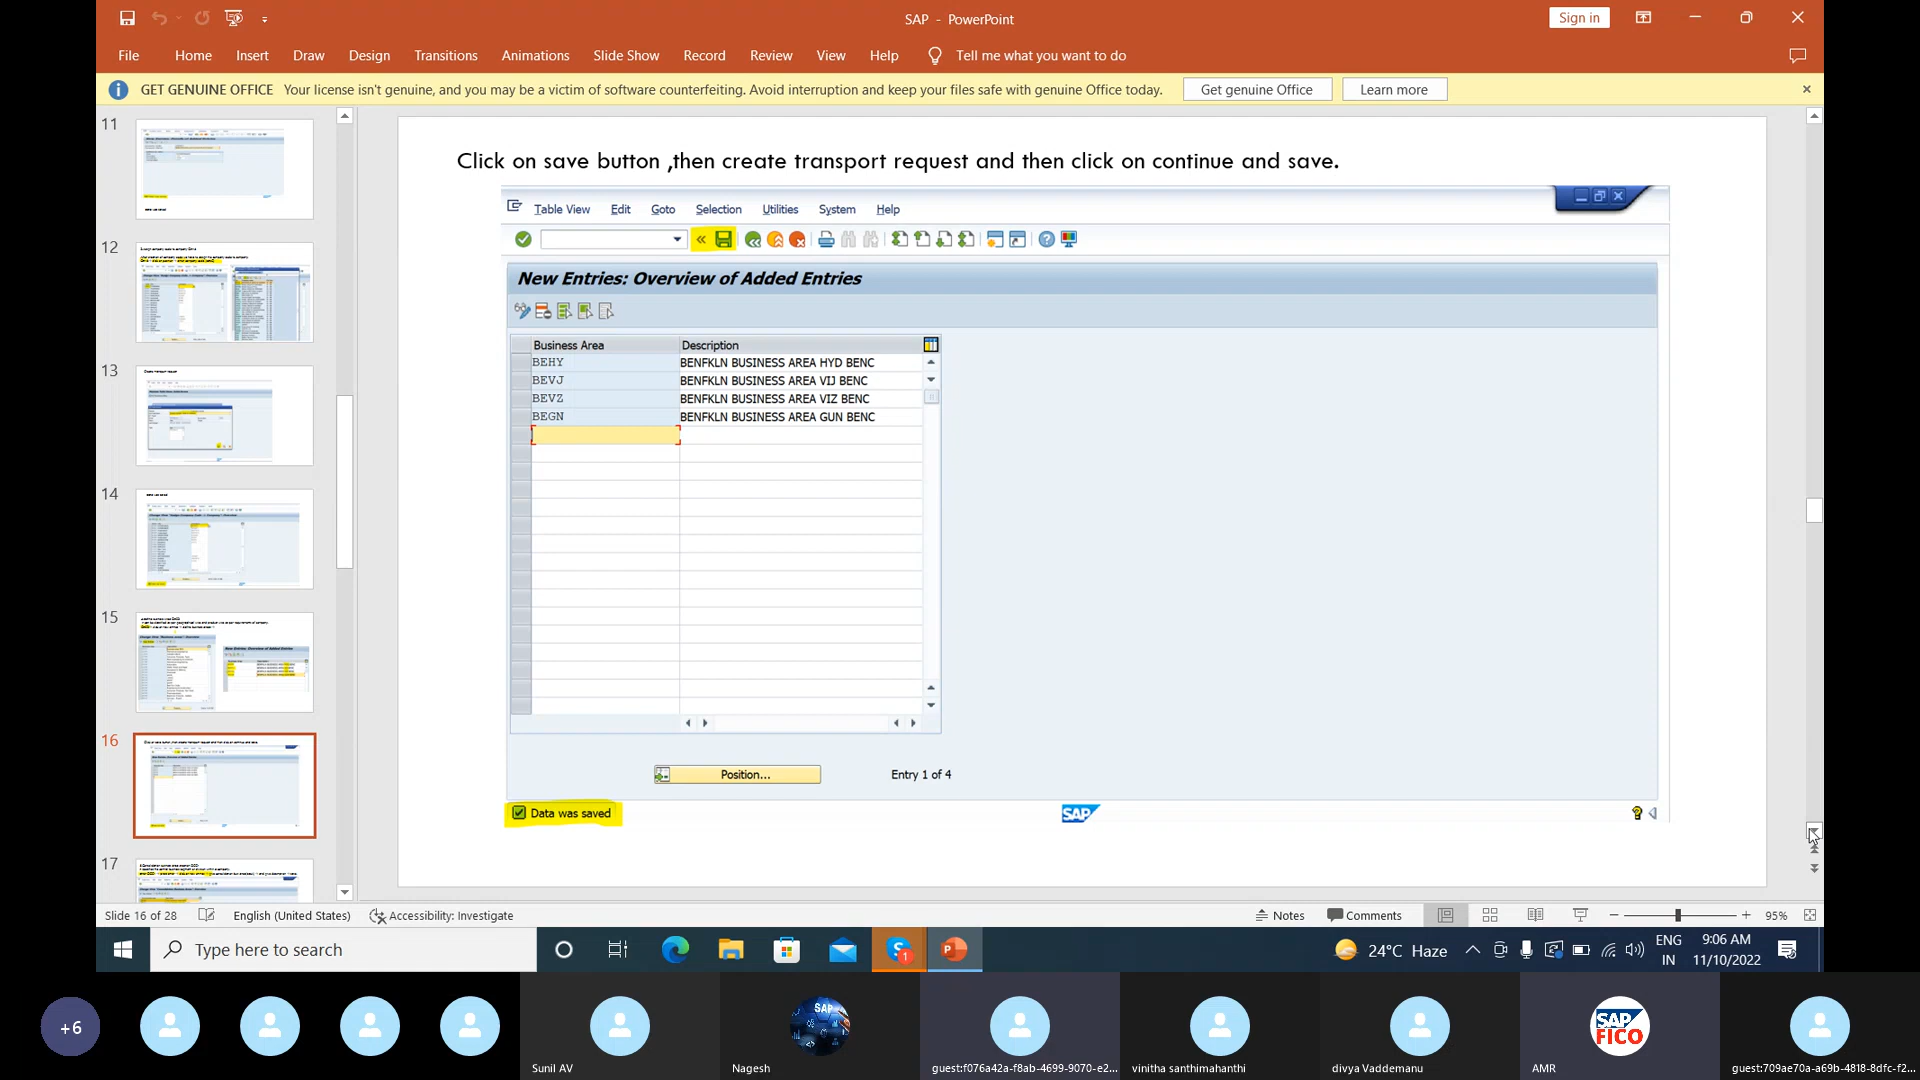 SAP - PowerPoint
Sign in
File Home Insert Draw Design Transitions Animations Slide Show Record Review View Help Tell me what you want to do
GET GENUINE OFFICE Your license isn't genuine, and you may be a victim of software counterfeiting. Avoid interruption and keep your files safe with genuine Office today. Get genuine Office Learn more
11
12
13
14
15
16
17
Click on save button ,then create transport request and then click on continue and save.
Table View Edit Goto Selection Utilities System Help
New Entries: Overview of Added Entries
Business Area Description
BEHY BENFKLN BUSINESS AREA HYD BENC
BEVJ BENFKLN BUSINESS AREA VIJ BENC
BEVZ BENFKLN BUSINESS AREA VIZ BENC
BEGN BENFKLN BUSINESS AREA GUN BENC
Position... Entry 1 of 4
Data was saved
SAP
Slide 16 of 28 English (United States) Accessibility: Investigate Notes Comments 95%
Type here to search
1
24°C Haze
ENG
IN
9:06 AM
11/10/2022
+6
SAP
SAP
FICO
Sunil AV Nagesh guest:f076a42a-f8ab-4699-9070-e2... vinitha santhimahanthi divya Vaddemanu AMR guest:709ae70a-a69b-4818-8dfc-f2...